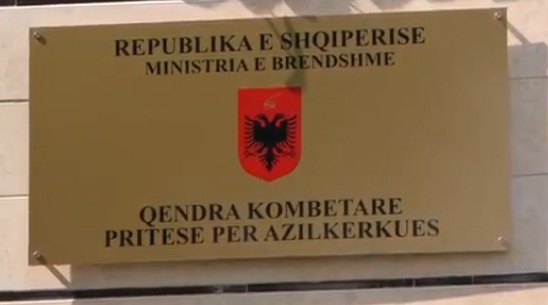 REPUBLIKA E SHQIPERISE
MINISTRIA E BRENDSHME
QENDRA KOMBETARE
PRITESE PER AZILKERKUES